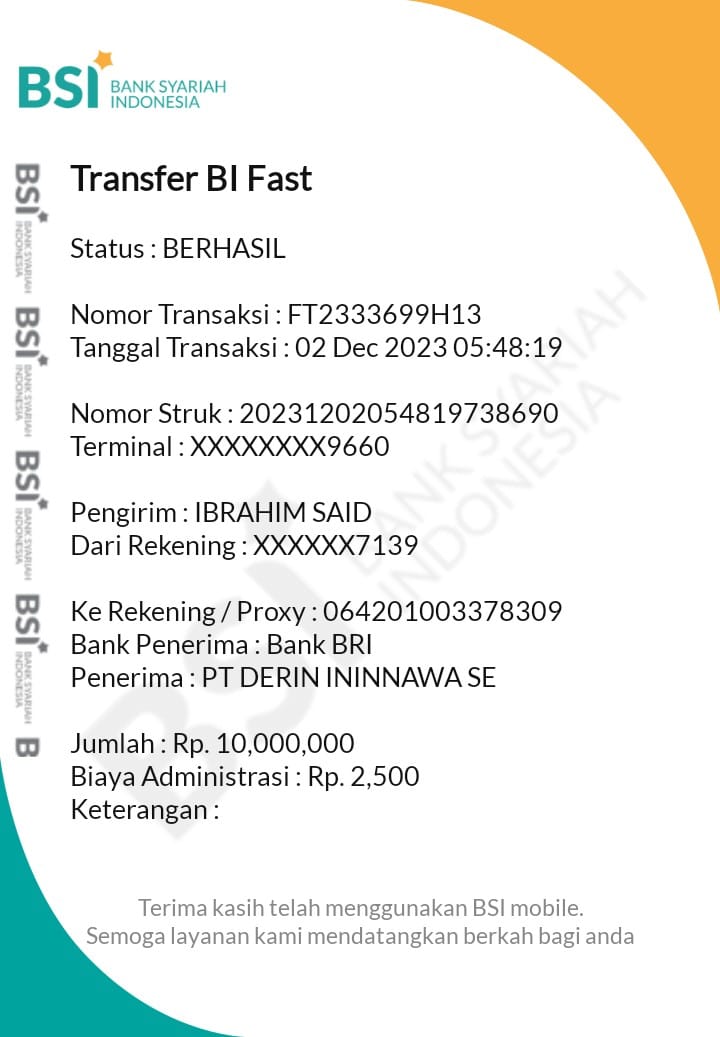 BSI BANK SYARIAH
INDONESIA
Transfer BI Fast
Status : BERHASIL
Nomor Transaksi : FT2333699H13
Tanggal Transaksi : 02 Dec 2023 05:48:19
Nomor Struk : 20231202054819738690
Terminal : XXXXXXXX9660
Pengirim : IBRAHIM SAID
Dari Rekening : XXXXXX7139
Ke Rekening / Proxy : 064201003378309
Bank Penerima : Bank BRI
Penerima : PT DERIN ININNAWA SE
Jumlah : Rp. 10,000,000
Biaya Administrasi : Rp. 2,500
Keterangan :
Terima kasih telah menggunakan BSI mobile.
Semoga layanan kami mendatangkan berkah bagi anda
BSI BANK SYARIAH
INDONESIA
BSI BANK SYARIAH
INDONESIA
BSI BANK SYARIAH
INDONESIA
BSI BANK SYARIAH
INDONESIA
B
BSI BANK SYARIAH
INDONESIA